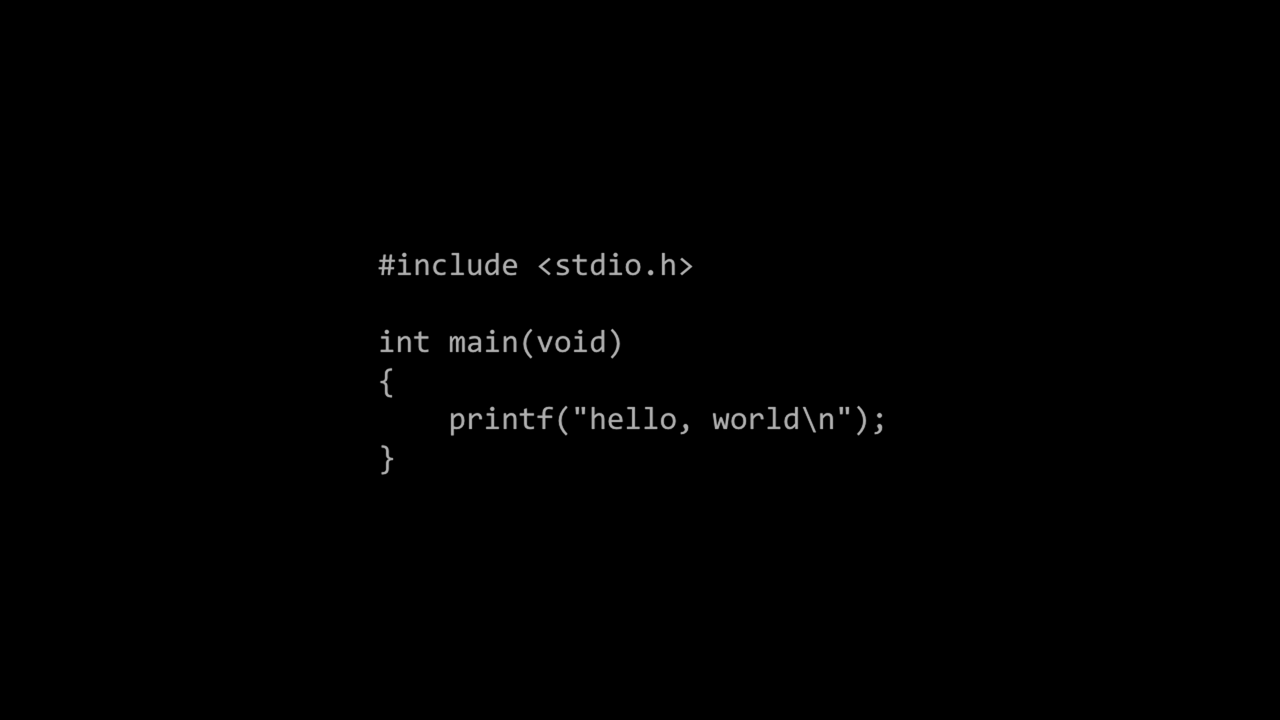 #include <stdio.h>

int main(void)
{
    printf("hello, world\n");
}